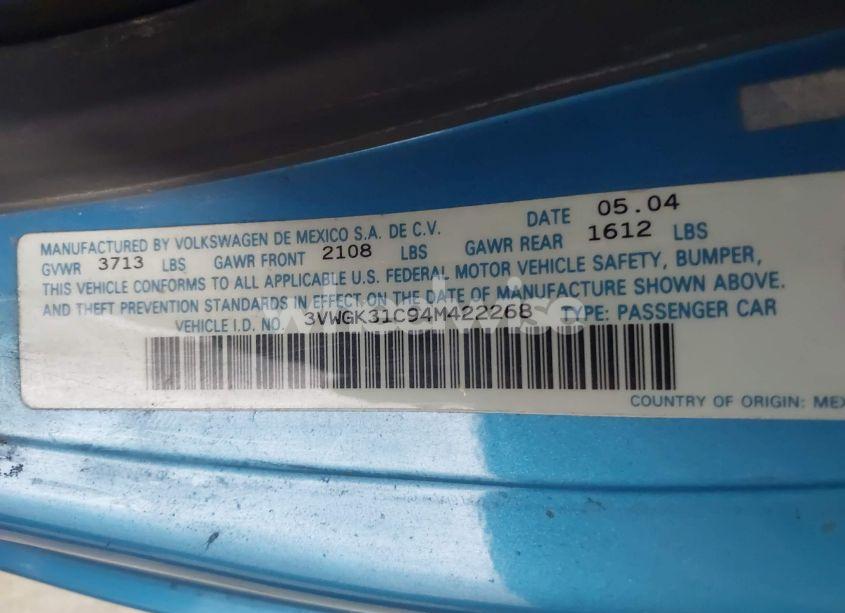 MANUFACTURED BY VOLKSWAGEN DE MEXICO S.A. DE C.V. DATE 05.04
GVWR 3713 LBS GAWR FRONT 2108 LBS GAWR REAR 1612 LBS
THIS VEHICLE CONFORMS TO ALL APPLICABLE U.S. FEDERAL MOTOR VEHICLE SAFETY, BUMPER,
AND THEFT PREVENTION STANDARDS IN EFFECT ON THE DATE OF MANUFACTURE SHOWN ABOVE.
VEHICLE I.D. NO. 3VWGK31C94M422268 TYPE: PASSENGER CAR
COUNTRY OF ORIGIN: MEX